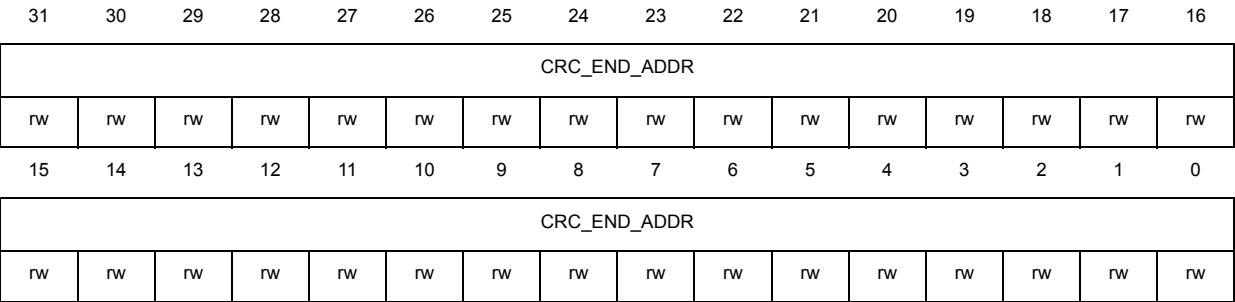 31 30 29 28 27 26 25 24 23 22 21 20 19 18 17 16
CRC_END_ADDR
rw rw rw rw rw rw rw rw rw rw rw rw rw rw rw rw
15 14 13 12 11 10 9 8 7 6 5 4 3 2 1 0
CRC_END_ADDR
rw rw rw rw rw rw rw rw rw rw rw rw rw rw rw rw